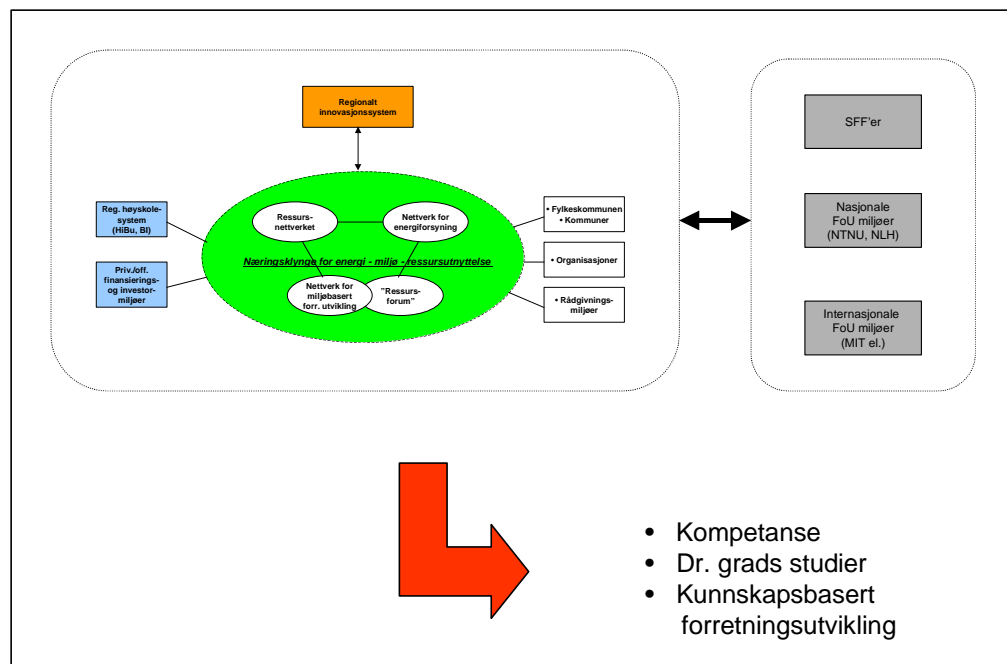 Regionalt
innovasjonssystem
SFF'er
Reg. høyskole-
system
(HiBu, BI)
Ressurs-
nettverket
Nettverk for
energiforsyning
• Fylkeskommunen
• Kommuner
Nasjonale
FoU miljøer
(NTNU, NLH)
Næringsklynge for energi - miljø - ressursutnyttelse
• Organisasjoner
Priv./off.
finansierings-
og investor-
miljøer
Nettverk for
miljøbasert
forr. utvikling
"Ressurs-
forum"
• Rådgivnings-
miljøer
Internasjonale
FoU miljøer
(MIT el.)
• Kompetanse
• Dr. grads studier
• Kunnskapsbasert
forretningsutvikling